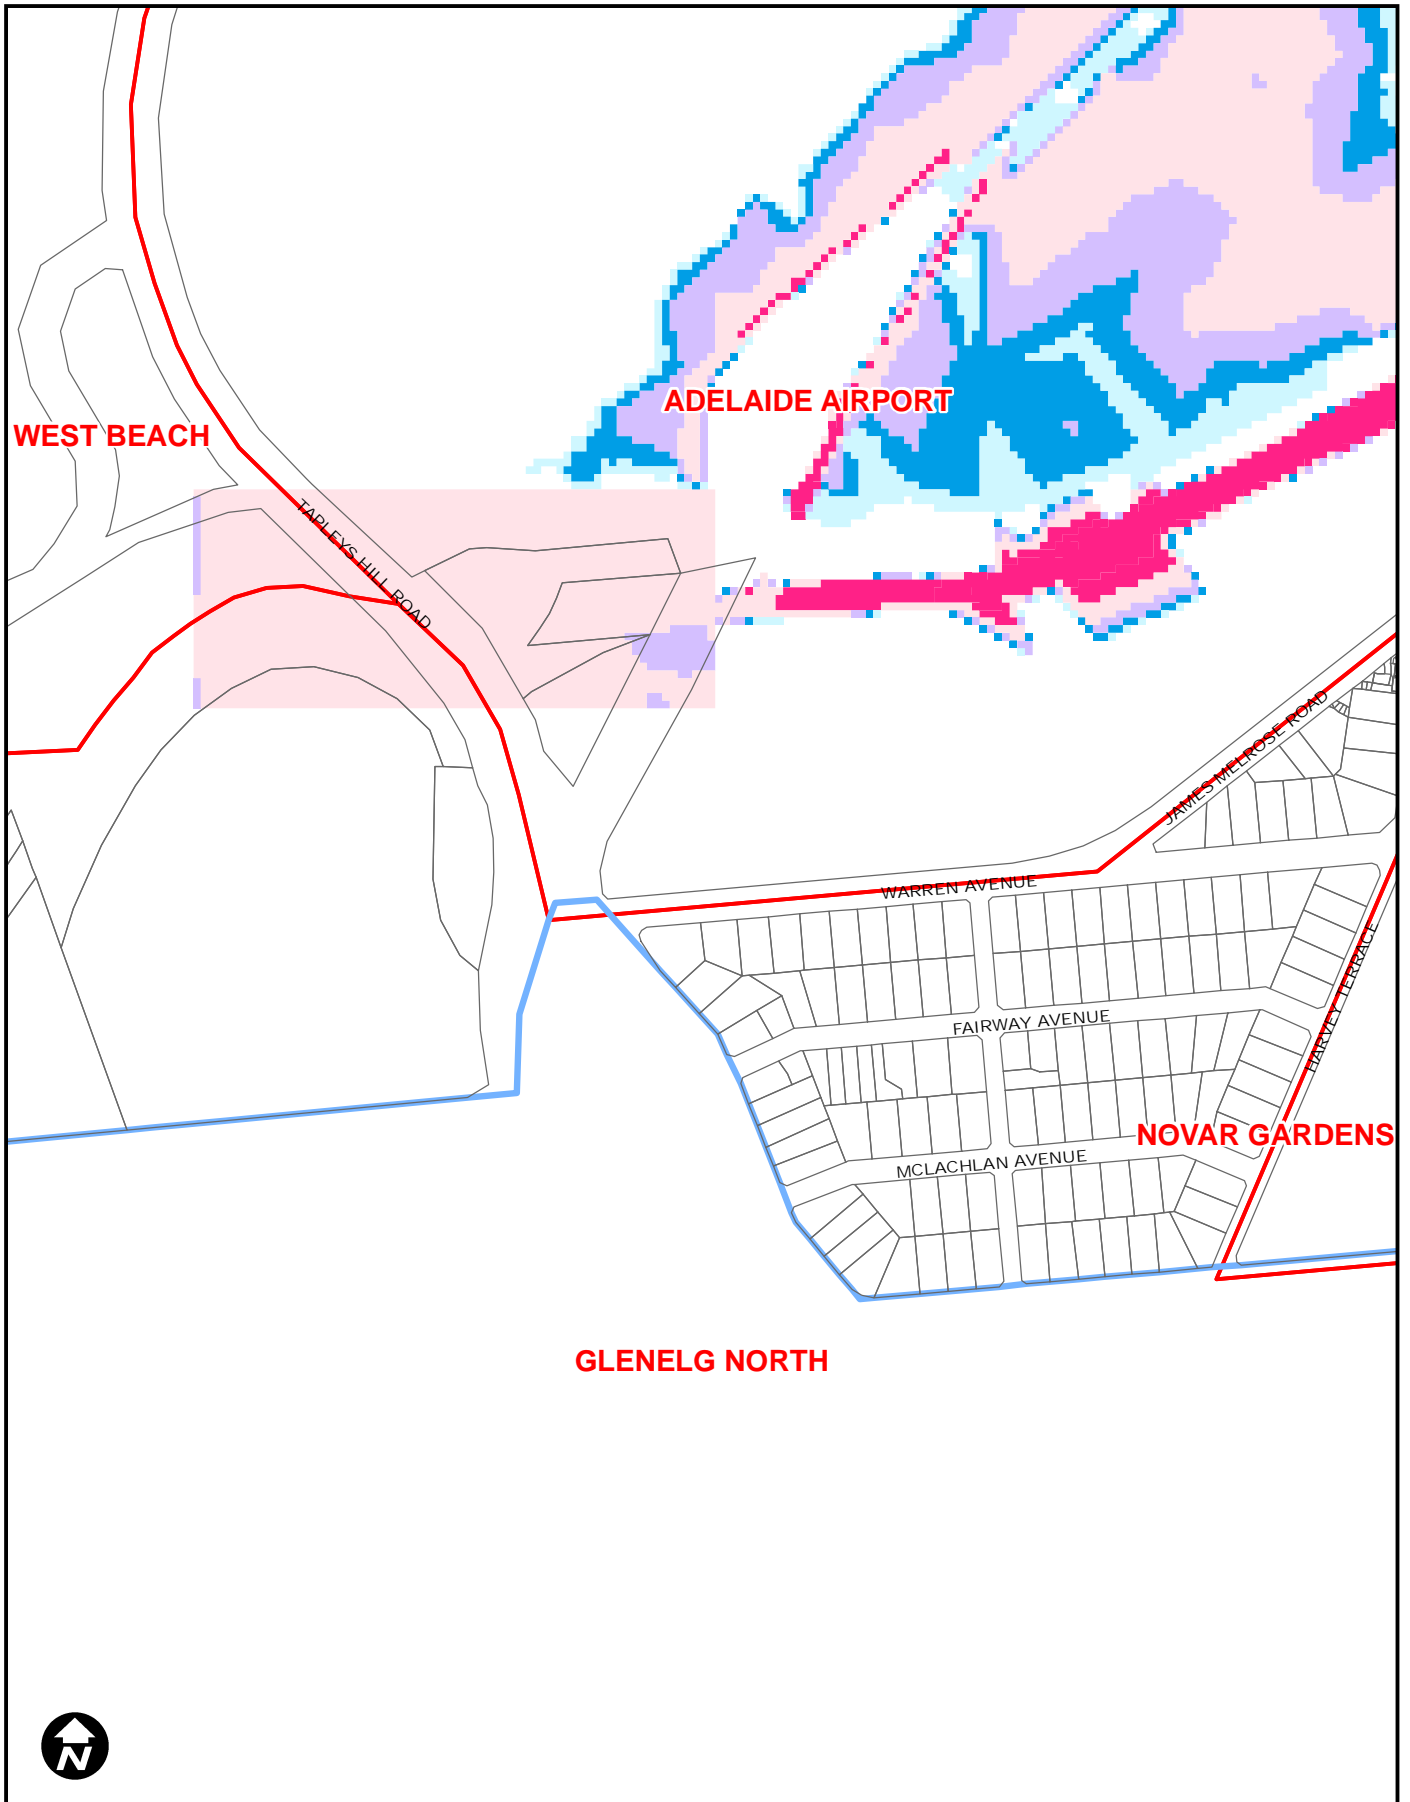 ADELAIDE AIRPORT
WEST BEACH
TAPLEYS HILL ROAD
JAMES MELROSE ROAD
WARREN AVENUE
HARVEY TERRACE
FAIRWAY AVENUE
NOVAR GARDENS
MCLACHLAN AVENUE
GLENELG NORTH
N